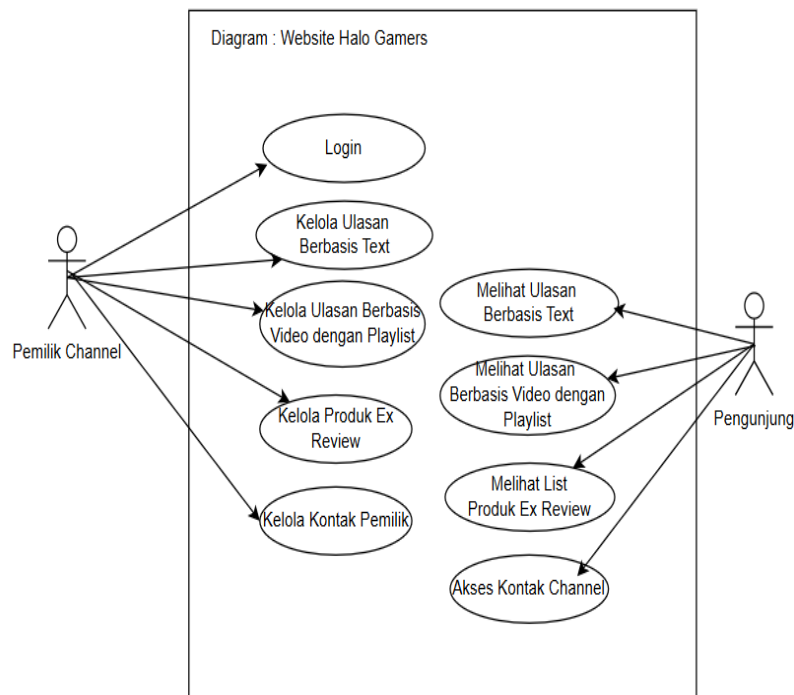 Diagram : Website Halo Gamers
Login
Kelola Ulasan
Berbasis Text
Kelola Ulasan Berbasis
Video dengan Playlist
Kelola Produk Ex
Review
Kelola Kontak Pemilik
Pemilik Channel
Melihat Ulasan
Berbasis Text
Melihat Ulasan
Berbasis Video dengan
Playlist
Melihat List
Produk Ex Review
Akses Kontak Channel
Pengunjung